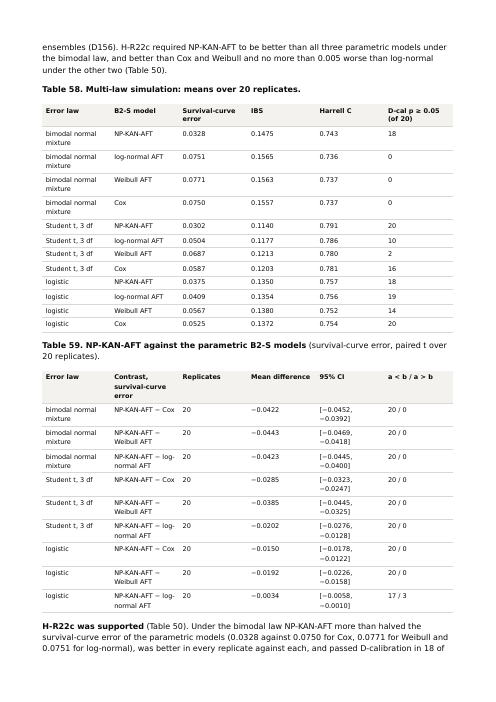 ensembles (D156). H-R22c required NP-KAN-AFT to be better than all three parametric models under
the bimodal law, and better than Cox and Weibull and no more than 0.005 worse than log-normal
under the other two (Table 50).
Table 58. Multi-law simulation: means over 20 replicates.
Error law B2-S model Survival-curve error IBS Harrell C D-cal p ≥ 0.05 (of 20)
bimodal normal mixture NP-KAN-AFT 0.0328 0.1475 0.743 18
bimodal normal mixture log-normal AFT 0.0751 0.1565 0.736 0
bimodal normal mixture Weibull AFT 0.0771 0.1563 0.737 0
bimodal normal mixture Cox 0.0750 0.1557 0.737 0
Student t, 3 df NP-KAN-AFT 0.0302 0.1140 0.791 20
Student t, 3 df log-normal AFT 0.0504 0.1177 0.786 10
Student t, 3 df Weibull AFT 0.0687 0.1213 0.780 2
Student t, 3 df Cox 0.0587 0.1203 0.781 16
logistic NP-KAN-AFT 0.0375 0.1350 0.757 18
logistic log-normal AFT 0.0409 0.1354 0.756 19
logistic Weibull AFT 0.0567 0.1380 0.752 14
logistic Cox 0.0525 0.1372 0.754 20
Table 59. NP-KAN-AFT against the parametric B2-S models (survival-curve error, paired t over
20 replicates).
Error law Contrast, survival-curve error Replicates Mean difference 95% CI a < b / a > b
bimodal normal mixture NP-KAN-AFT − Cox 20 −0.0422 [−0.0452, −0.0392] 20 / 0
bimodal normal mixture NP-KAN-AFT − Weibull AFT 20 −0.0443 [−0.0469, −0.0418] 20 / 0
bimodal normal mixture NP-KAN-AFT − log-normal AFT 20 −0.0423 [−0.0445, −0.0400] 20 / 0
Student t, 3 df NP-KAN-AFT − Cox 20 −0.0285 [−0.0323, −0.0247] 20 / 0
Student t, 3 df NP-KAN-AFT − Weibull AFT 20 −0.0385 [−0.0445, −0.0325] 20 / 0
Student t, 3 df NP-KAN-AFT − log-normal AFT 20 −0.0202 [−0.0276, −0.0128] 20 / 0
logistic NP-KAN-AFT − Cox 20 −0.0150 [−0.0178, −0.0122] 20 / 0
logistic NP-KAN-AFT − Weibull AFT 20 −0.0192 [−0.0226, −0.0158] 20 / 0
logistic NP-KAN-AFT − log-normal AFT 20 −0.0034 [−0.0058, −0.0010] 17 / 3
H-R22c was supported (Table 50). Under the bimodal law NP-KAN-AFT more than halved the
survival-curve error of the parametric models (0.0328 against 0.0750 for Cox, 0.0771 for Weibull and
0.0751 for log-normal), was better in every replicate against each, and passed D-calibration in 18 of